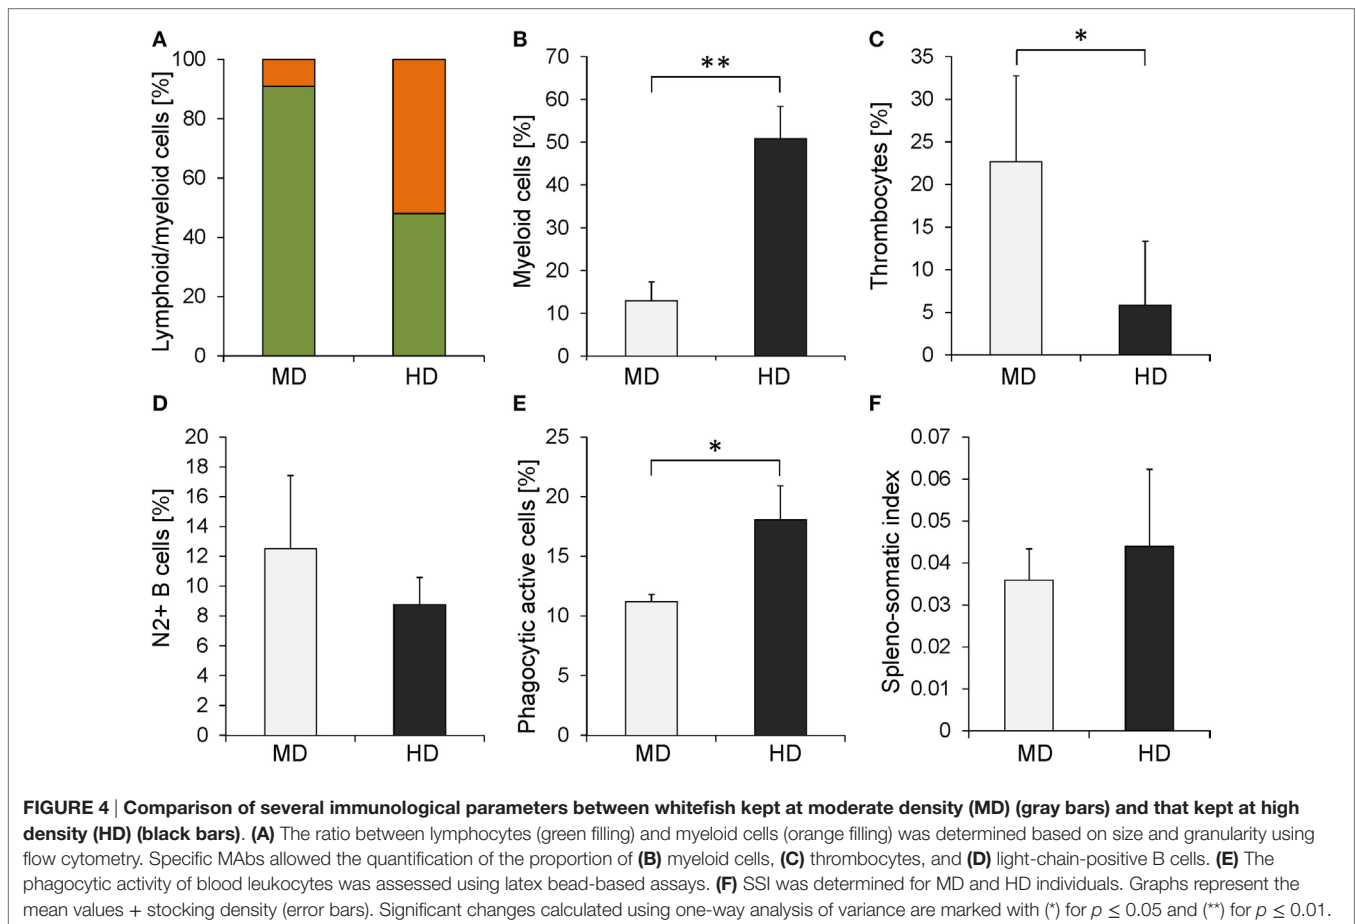 A
Lymphoid/myeloid cells [%]
100
80
60
40
20
0
MD HD
B
Myeloid cells [%]
70
60
50
40
30
20
10
0
**
MD HD
C
Thrombocytes [%]
35
30
25
20
15
10
5
0
*
MD HD
D
N2+ B cells [%]
20
18
16
14
12
10
8
6
4
2
0
MD HD
E
Phagocytic active cells [%]
25
20
15
10
5
0
*
MD HD
F
Spleno-somatic index
0.07
0.06
0.05
0.04
0.03
0.02
0.01
0
MD HD
FIGURE 4 | Comparison of several immunological parameters between whitefish kept at moderate density (MD) (gray bars) and that kept at high
density (HD) (black bars). (A) The ratio between lymphocytes (green filling) and myeloid cells (orange filling) was determined based on size and granularity using
flow cytometry. Specific MAbs allowed the quantification of the proportion of (B) myeloid cells, (C) thrombocytes, and (D) light-chain-positive B cells. (E) The
phagocytic activity of blood leukocytes was assessed using latex bead-based assays. (F) SSI was determined for MD and HD individuals. Graphs represent the
mean values + stocking density (error bars). Significant changes calculated using one-way analysis of variance are marked with (*) for p ≤ 0.05 and (**) for p ≤ 0.01.